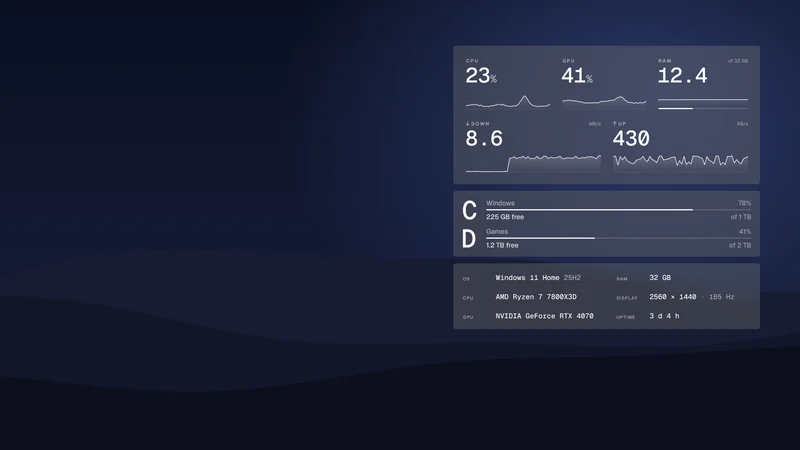 CPU GPU RAM of 32 GB
23% 41% 12.4
↓ DOWN MB/s ↑ UP KB/s
8.6 430
C Windows 78%
225 GB free of 1 TB
D Games 41%
1.2 TB free of 2 TB
OS Windows 11 Home 25H2 RAM 32 GB
CPU AMD Ryzen 7 7800X3D DISPLAY 2560 × 1440 · 165 Hz
GPU NVIDIA GeForce RTX 4070 UPTIME 3 d 4 h